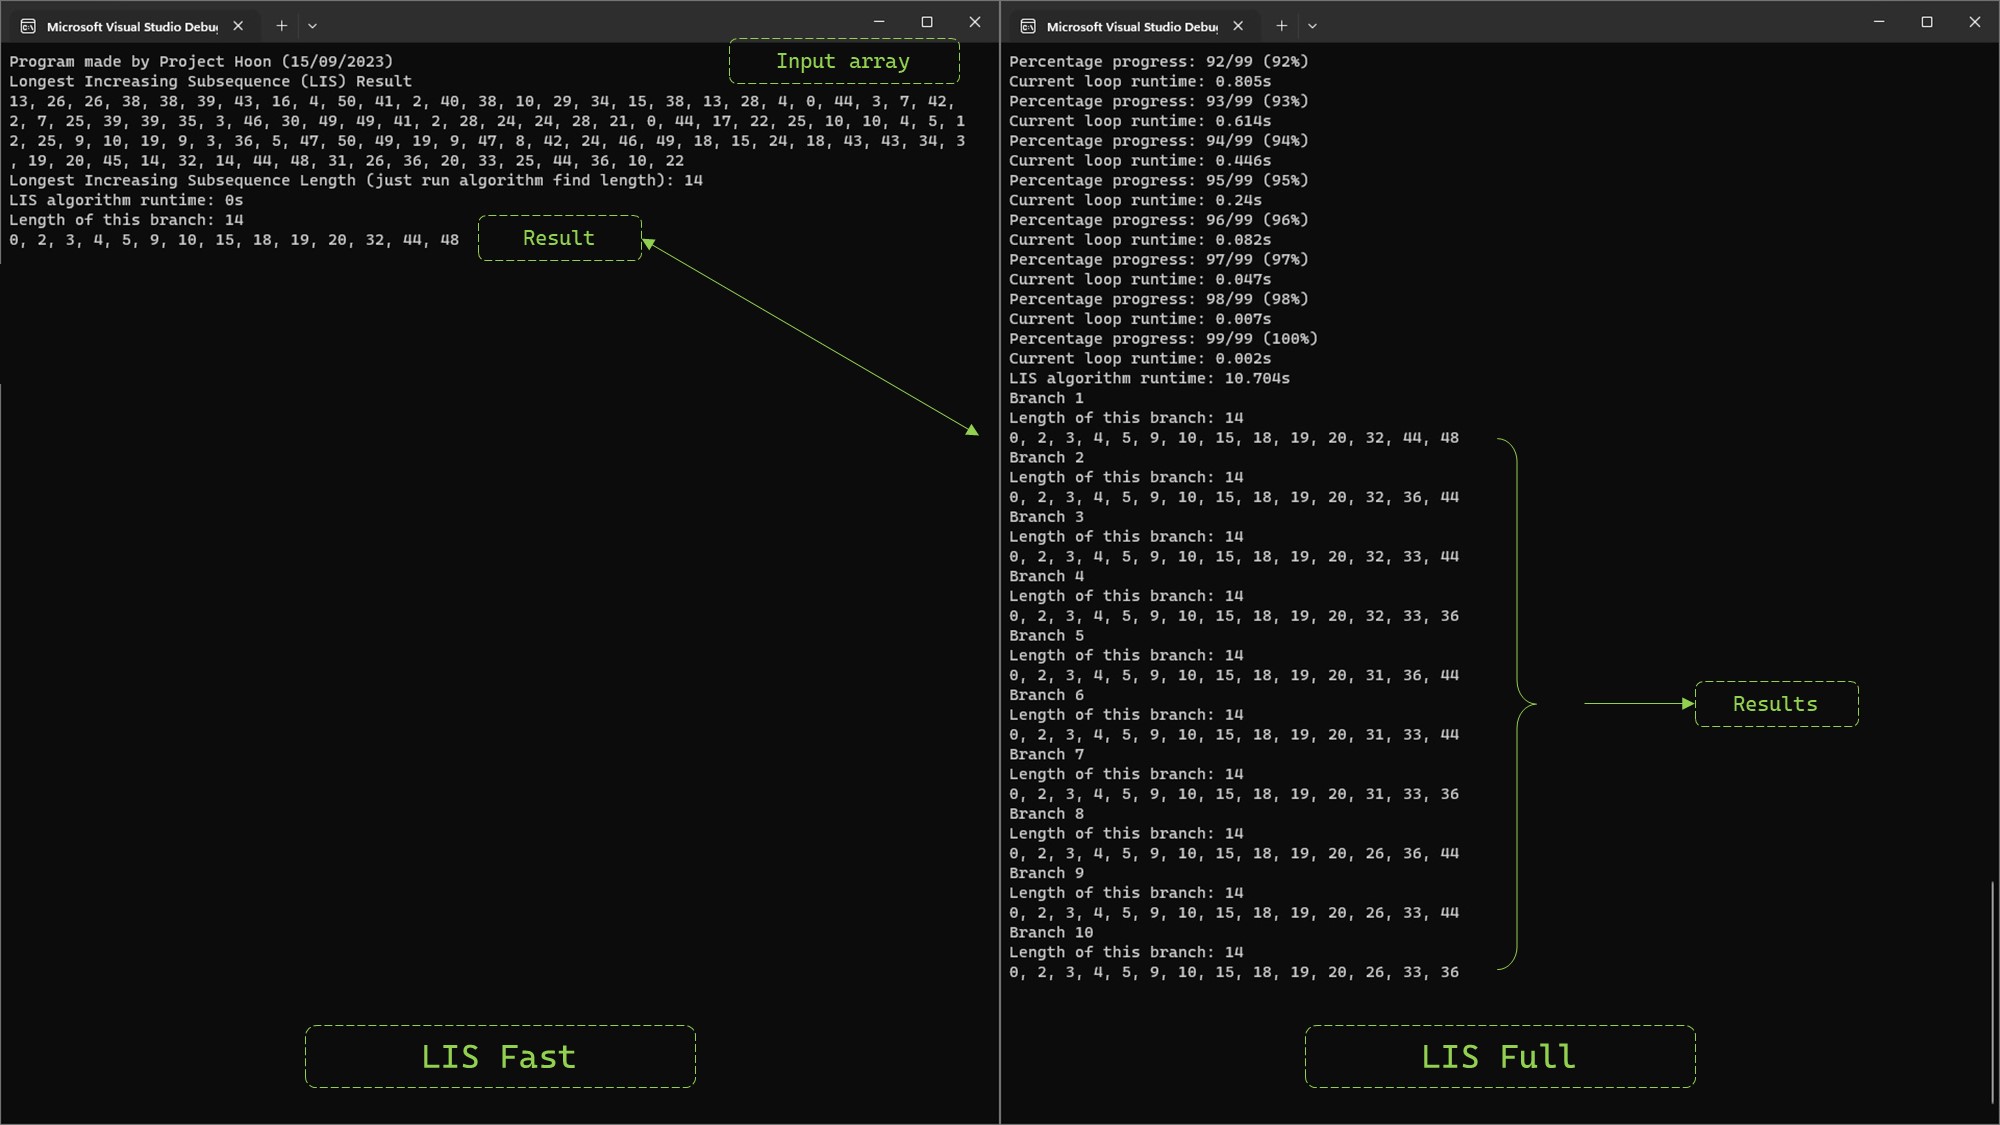 Microsoft Visual Studio Debu
Input array
Program made by Project Hoon (15/09/2023)
Longest Increasing Subsequence (LIS) Result
13, 26, 26, 38, 38, 39, 43, 16, 4, 50, 41, 2, 40, 38, 10, 29, 34, 15, 38, 13, 28, 4, 0, 44, 3, 7, 42,
2, 7, 25, 39, 39, 35, 3, 46, 30, 49, 49, 41, 2, 28, 24, 24, 28, 21, 0, 44, 17, 22, 25, 10, 10, 4, 5, 1
2, 25, 9, 10, 19, 9, 3, 36, 5, 47, 50, 49, 19, 9, 47, 8, 42, 24, 46, 49, 18, 15, 24, 18, 43, 43, 34, 3
, 19, 20, 45, 14, 32, 14, 44, 48, 31, 26, 36, 20, 33, 25, 44, 36, 10, 22
Longest Increasing Subsequence Length (just run algorithm find length): 14
LIS algorithm runtime: 0s
Length of this branch: 14
0, 2, 3, 4, 5, 9, 10, 15, 18, 19, 20, 32, 44, 48
Result
LIS Fast
Microsoft Visual Studio Debu
Percentage progress: 92/99 (92%)
Current loop runtime: 0.805s
Percentage progress: 93/99 (93%)
Current loop runtime: 0.614s
Percentage progress: 94/99 (94%)
Current loop runtime: 0.446s
Percentage progress: 95/99 (95%)
Current loop runtime: 0.24s
Percentage progress: 96/99 (96%)
Current loop runtime: 0.082s
Percentage progress: 97/99 (97%)
Current loop runtime: 0.047s
Percentage progress: 98/99 (98%)
Current loop runtime: 0.007s
Percentage progress: 99/99 (100%)
Current loop runtime: 0.002s
LIS algorithm runtime: 10.704s
Branch 1
Length of this branch: 14
0, 2, 3, 4, 5, 9, 10, 15, 18, 19, 20, 32, 44, 48
Branch 2
Length of this branch: 14
0, 2, 3, 4, 5, 9, 10, 15, 18, 19, 20, 32, 36, 44
Branch 3
Length of this branch: 14
0, 2, 3, 4, 5, 9, 10, 15, 18, 19, 20, 32, 33, 44
Branch 4
Length of this branch: 14
0, 2, 3, 4, 5, 9, 10, 15, 18, 19, 20, 32, 33, 36
Branch 5
Length of this branch: 14
0, 2, 3, 4, 5, 9, 10, 15, 18, 19, 20, 31, 36, 44
Branch 6
Length of this branch: 14
0, 2, 3, 4, 5, 9, 10, 15, 18, 19, 20, 31, 33, 44
Branch 7
Length of this branch: 14
0, 2, 3, 4, 5, 9, 10, 15, 18, 19, 20, 31, 33, 36
Branch 8
Length of this branch: 14
0, 2, 3, 4, 5, 9, 10, 15, 18, 19, 20, 26, 36, 44
Branch 9
Length of this branch: 14
0, 2, 3, 4, 5, 9, 10, 15, 18, 19, 20, 26, 33, 44
Branch 10
Length of this branch: 14
0, 2, 3, 4, 5, 9, 10, 15, 18, 19, 20, 26, 33, 36
Results
LIS Full